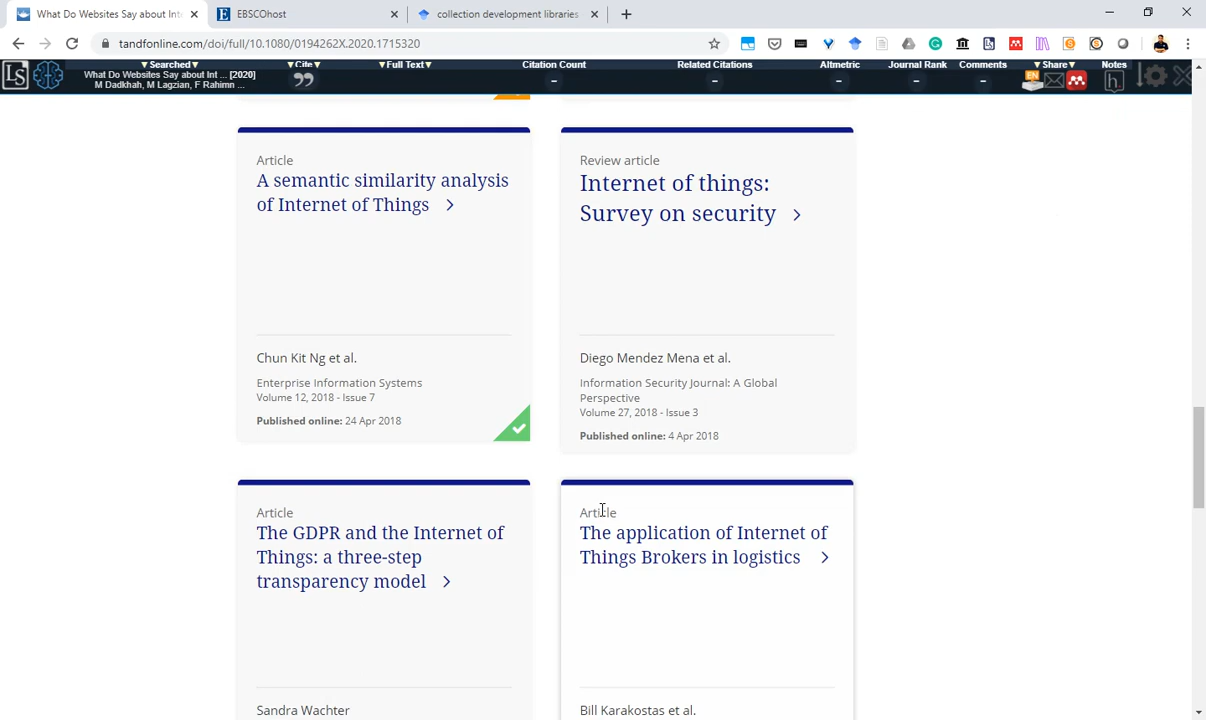 What Do Websites Say about Int
EBSCOhost
collection development libraries
tandfonline.com/doi/full/10.1080/0194262X.2020.1715320
LS
▼Searched▼
What Do Websites Say about Int ... [2020]
M Dadkhah, M Lagzian, F Rahimn ...
▼Cite▼
▼Full Text▼
Citation Count
-
Related Citations
-
Altmetric
-
Journal Rank
-
Comments
-
▼Share▼
EN
Notes
Article
A semantic similarity analysis
of Internet of Things
Chun Kit Ng et al.
Enterprise Information Systems
Volume 12, 2018 - Issue 7
Published online: 24 Apr 2018
Review article
Internet of things:
Survey on security
Diego Mendez Mena et al.
Information Security Journal: A Global
Perspective
Volume 27, 2018 - Issue 3
Published online: 4 Apr 2018
Article
The GDPR and the Internet of
Things: a three-step
transparency model
Sandra Wachter
Article
The application of Internet of
Things Brokers in logistics
Bill Karakostas et al.